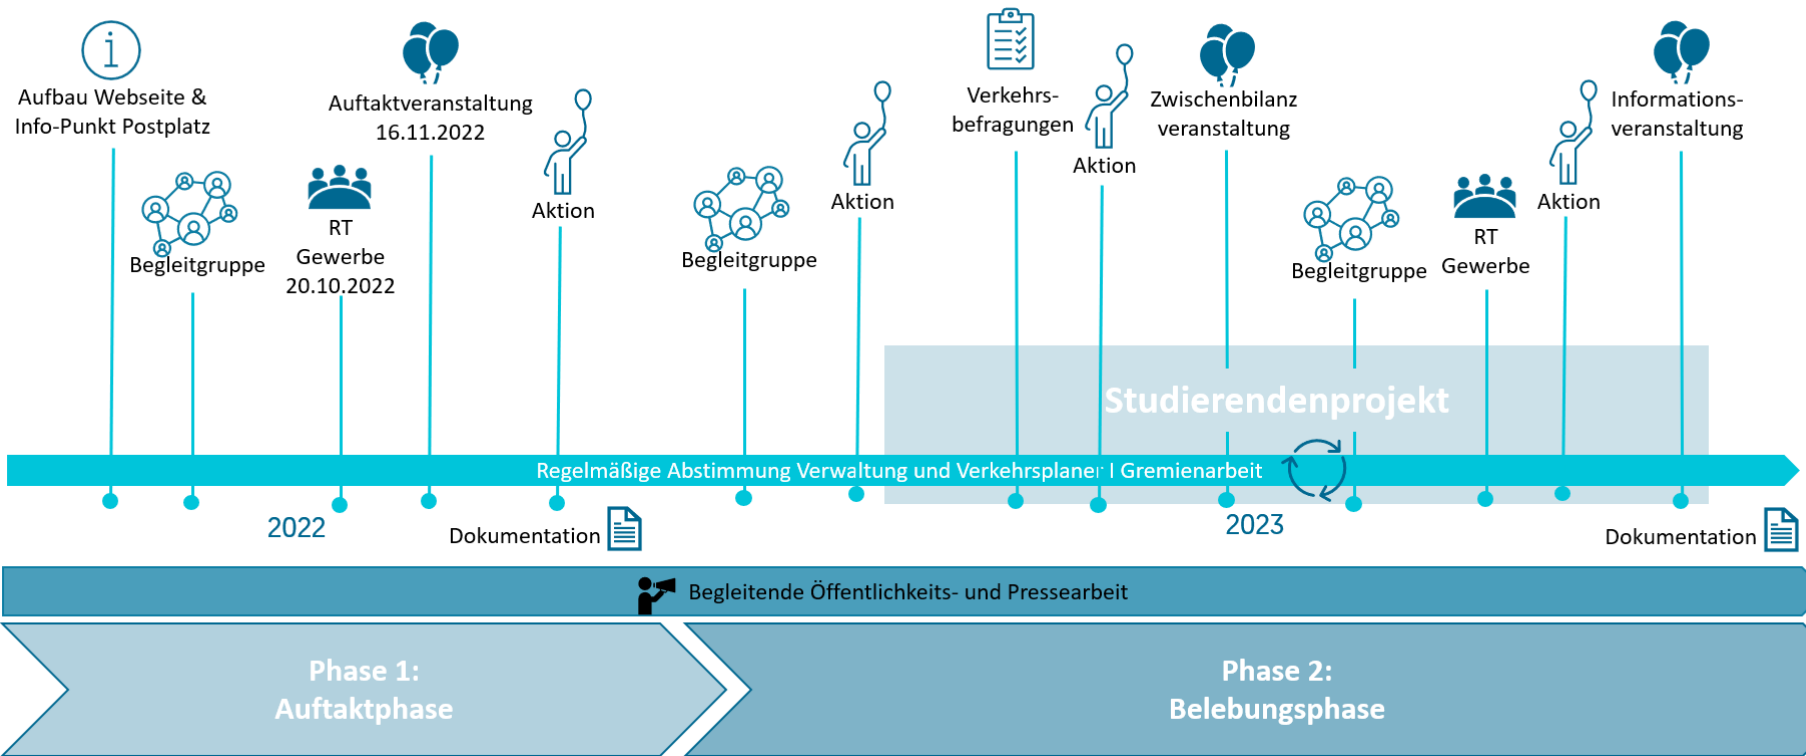 Aufbau Webseite &
Info-Punkt Postplatz
Begleitgruppe
RT
Gewerbe
20.10.2022
Auftaktveranstaltung
16.11.2022
Aktion
Begleitgruppe
Aktion
Verkehrs-
befragungen
Aktion
Zwischenbilanz
veranstaltung
Begleitgruppe
RT
Gewerbe
Aktion
Informations-
veranstaltung
Studierendenprojekt
Regelmäßige Abstimmung Verwaltung und Verkehrsplaner I Gremienarbeit
2022
Dokumentation
2023
Dokumentation
Begleitende Öffentlichkeits- und Pressearbeit
Phase 1:
Auftaktphase
Phase 2:
Belebungsphase